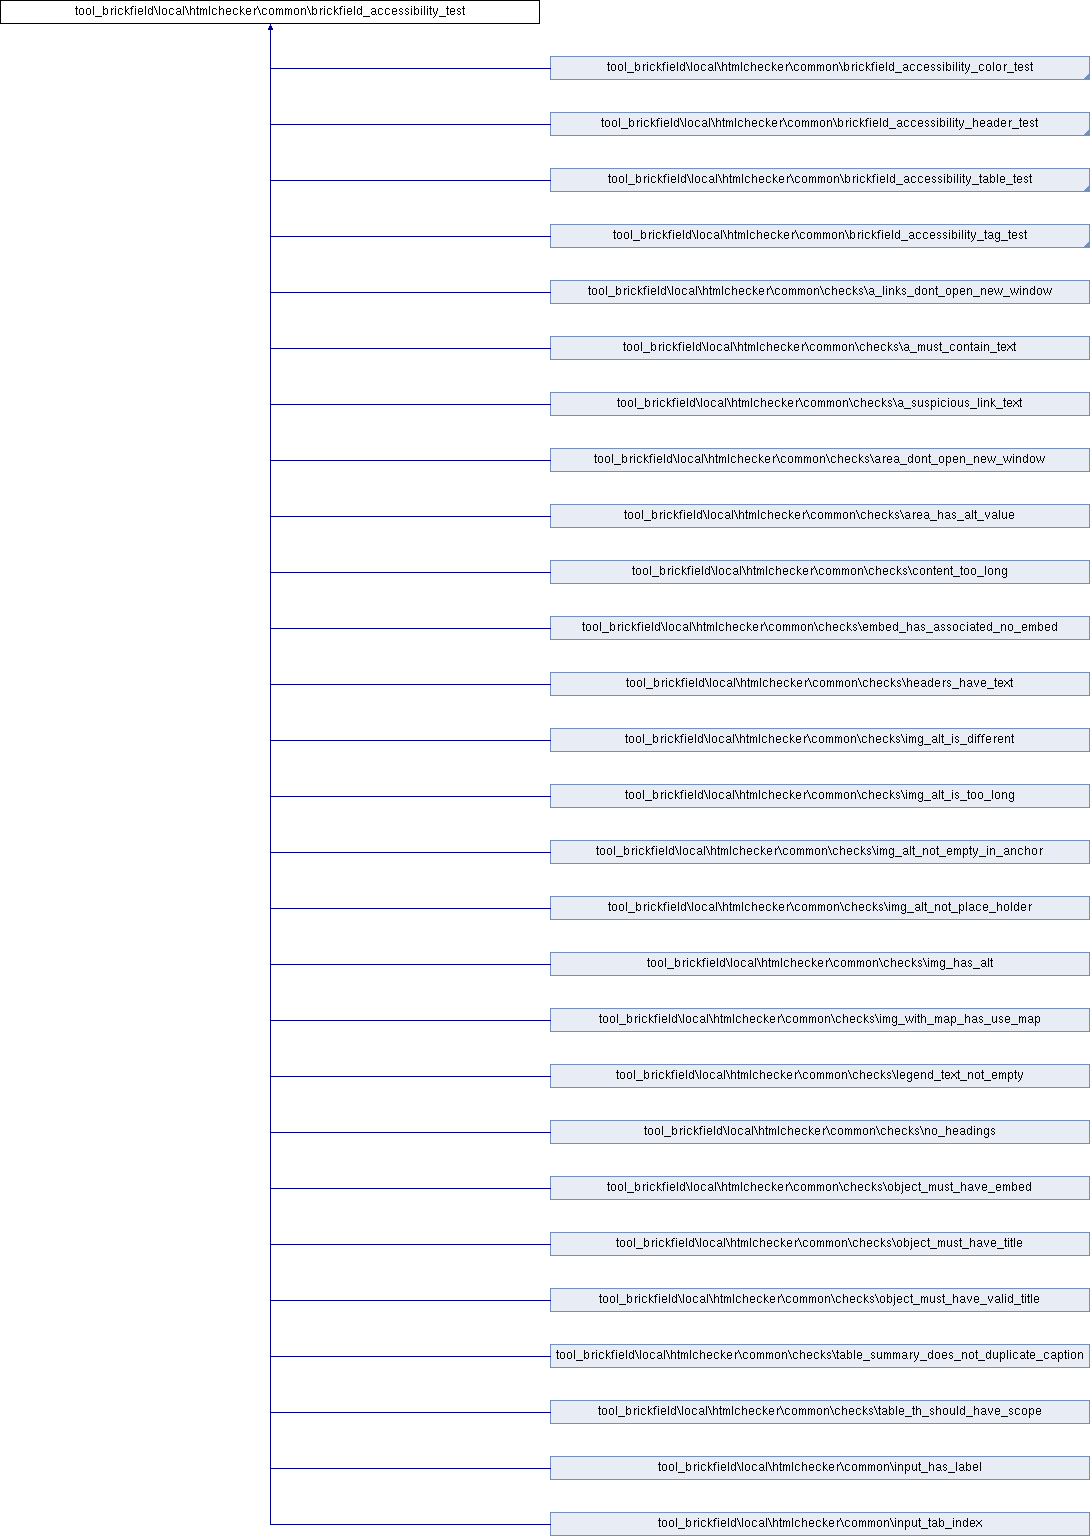 tool_brickfield\local\htmlchecker\common\brickfield_accessibility_test
tool_brickfield\local\htmlchecker\common\brickfield_accessibility_color_test
tool_brickfield\local\htmlchecker\common\brickfield_accessibility_header_test
tool_brickfield\local\htmlchecker\common\brickfield_accessibility_table_test
tool_brickfield\local\htmlchecker\common\brickfield_accessibility_tag_test
tool_brickfield\local\htmlchecker\common\checks\a_links_dont_open_new_window
tool_brickfield\local\htmlchecker\common\checks\a_must_contain_text
tool_brickfield\local\htmlchecker\common\checks\a_suspicious_link_text
tool_brickfield\local\htmlchecker\common\checks\area_dont_open_new_window
tool_brickfield\local\htmlchecker\common\checks\area_has_alt_value
tool_brickfield\local\htmlchecker\common\checks\content_too_long
tool_brickfield\local\htmlchecker\common\checks\embed_has_associated_no_embed
tool_brickfield\local\htmlchecker\common\checks\headers_have_text
tool_brickfield\local\htmlchecker\common\checks\img_alt_is_different
tool_brickfield\local\htmlchecker\common\checks\img_alt_is_too_long
tool_brickfield\local\htmlchecker\common\checks\img_alt_not_empty_in_anchor
tool_brickfield\local\htmlchecker\common\checks\img_alt_not_place_holder
tool_brickfield\local\htmlchecker\common\checks\img_has_alt
tool_brickfield\local\htmlchecker\common\checks\img_with_map_has_use_map
tool_brickfield\local\htmlchecker\common\checks\legend_text_not_empty
tool_brickfield\local\htmlchecker\common\checks\no_headings
tool_brickfield\local\htmlchecker\common\checks\object_must_have_embed
tool_brickfield\local\htmlchecker\common\checks\object_must_have_title
tool_brickfield\local\htmlchecker\common\checks\object_must_have_valid_title
tool_brickfield\local\htmlchecker\common\checks\table_summary_does_not_duplicate_caption
tool_brickfield\local\htmlchecker\common\checks\table_th_should_have_scope
tool_brickfield\local\htmlchecker\common\input_has_label
tool_brickfield\local\htmlchecker\common\input_tab_index